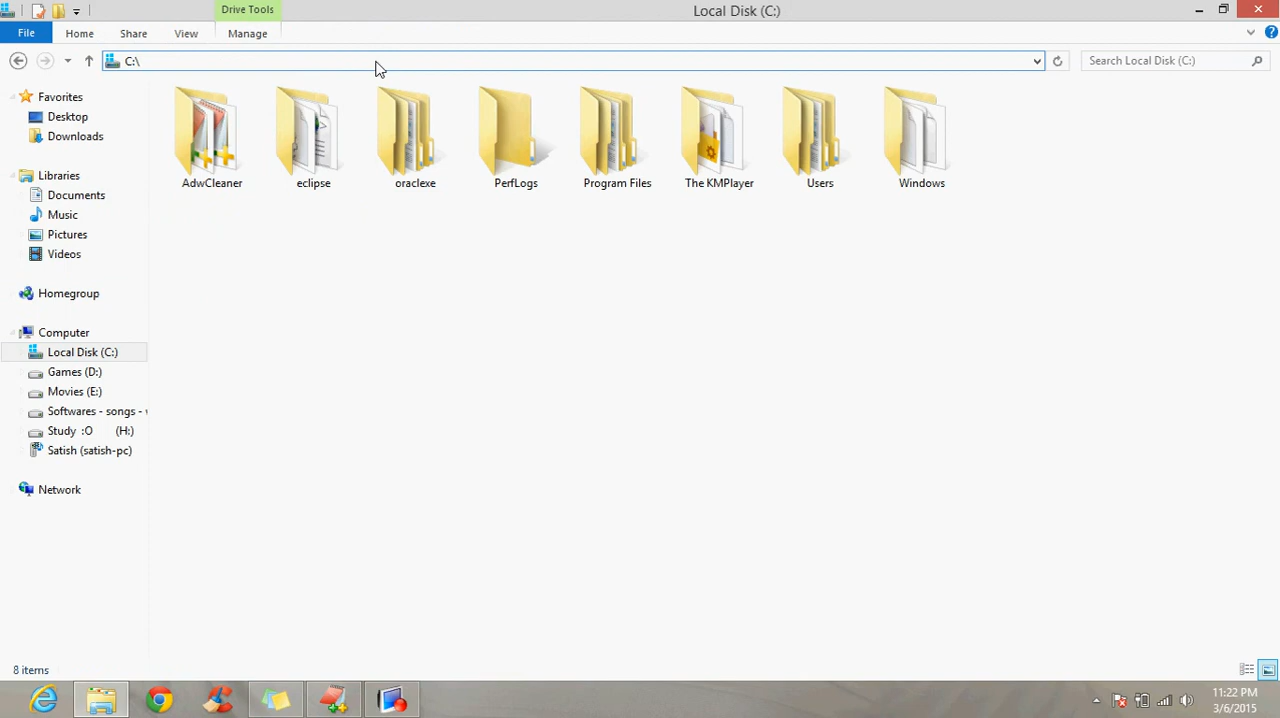 Drive Tools
Local Disk (C:)
File
Home
Share
View
Manage
C:\
Search Local Disk (C:)
Favorites
Desktop
Downloads
Libraries
Documents
Music
Pictures
Videos
Homegroup
Computer
Local Disk (C:)
Games (D:)
Movies (E:)
Softwares - songs -
Study :O (H:)
Satish (satish-pc)
Network
AdwCleaner
eclipse
oraclexe
PerfLogs
Program Files
The KMPlayer
Users
Windows
8 items
11:22 PM
3/6/2015